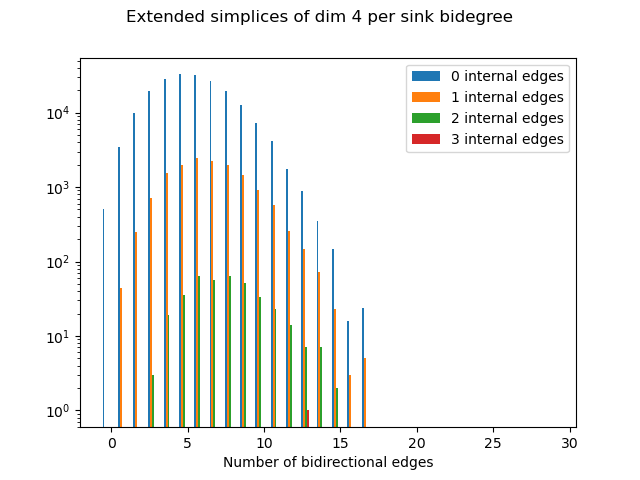 Extended simplices of dim 4 per sink bidegree
0 internal edges
1 internal edges
2 internal edges
3 internal edges
10⁴
10³
10²
10¹
10⁰
0 5 10 15 20 25 30
Number of bidirectional edges